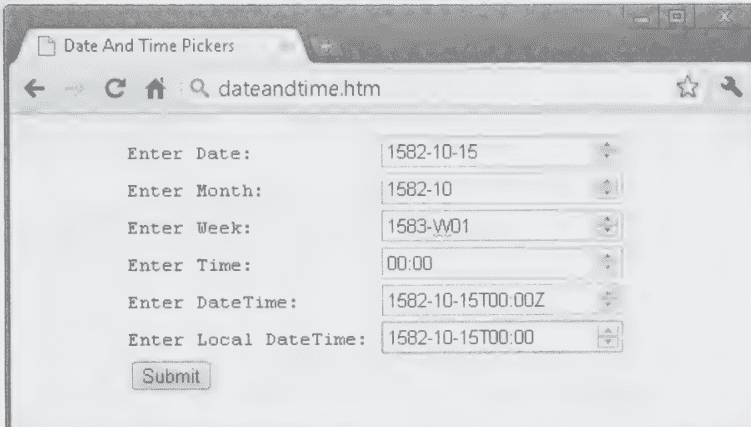 Date And Time Pickers
dateandtime.htm
Enter Date: 1582-10-15
Enter Month: 1582-10
Enter Week: 1583-W01
Enter Time: 00:00
Enter DateTime: 1582-10-15T00:00Z
Enter Local DateTime: 1582-10-15T00:00
Submit